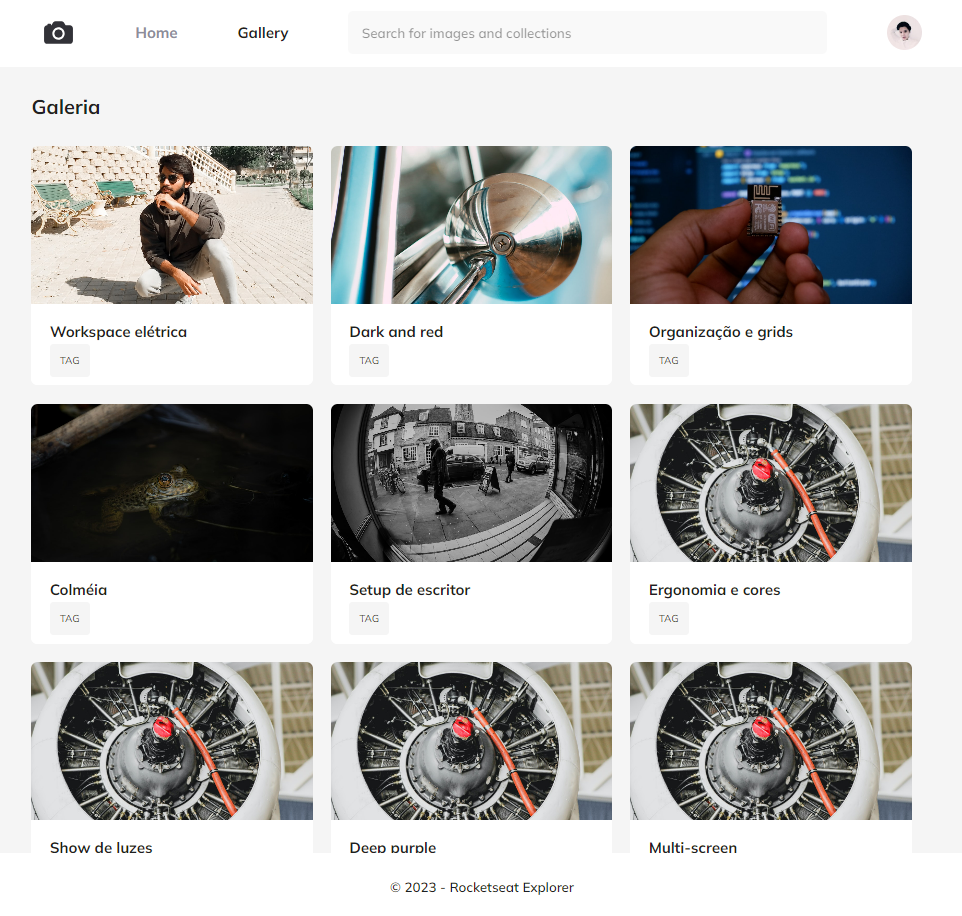 Home
Gallery
Search for images and collections
Galeria
Workspace elétrica
TAG
Dark and red
TAG
Organização e grids
TAG
Colméia
TAG
Setup de escritor
TAG
Ergonomia e cores
TAG
Show de luzes
Deep purple
Multi-screen
© 2023 - Rocketseat Explorer